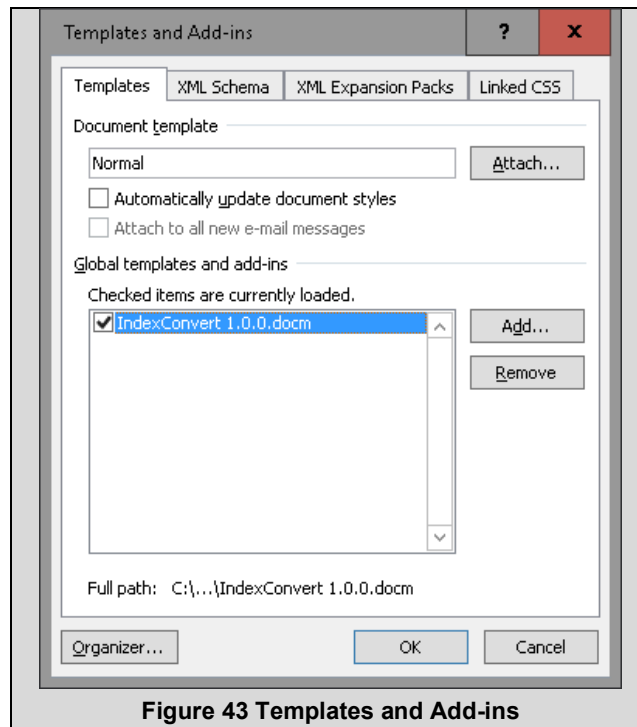 Templates and Add-ins ? x
Templates XML Schema XML Expansion Packs Linked CSS
Document template
Normal Attach...
Automatically update document styles
Attach to all new e-mail messages
Global templates and add-ins
Checked items are currently loaded.
IndexConvert 1.0.0.docm Add...
Remove
Full path: C:\...\IndexConvert 1.0.0.docm
Organizer... OK Cancel
Figure 43 Templates and Add-ins